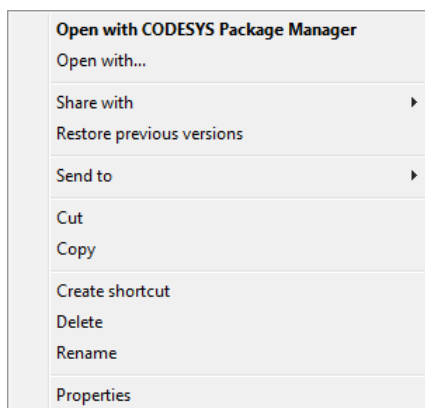 Open with CODESYS Package Manager
Open with...
Share with
Restore previous versions
Send to
Cut
Copy
Create shortcut
Delete
Rename
Properties